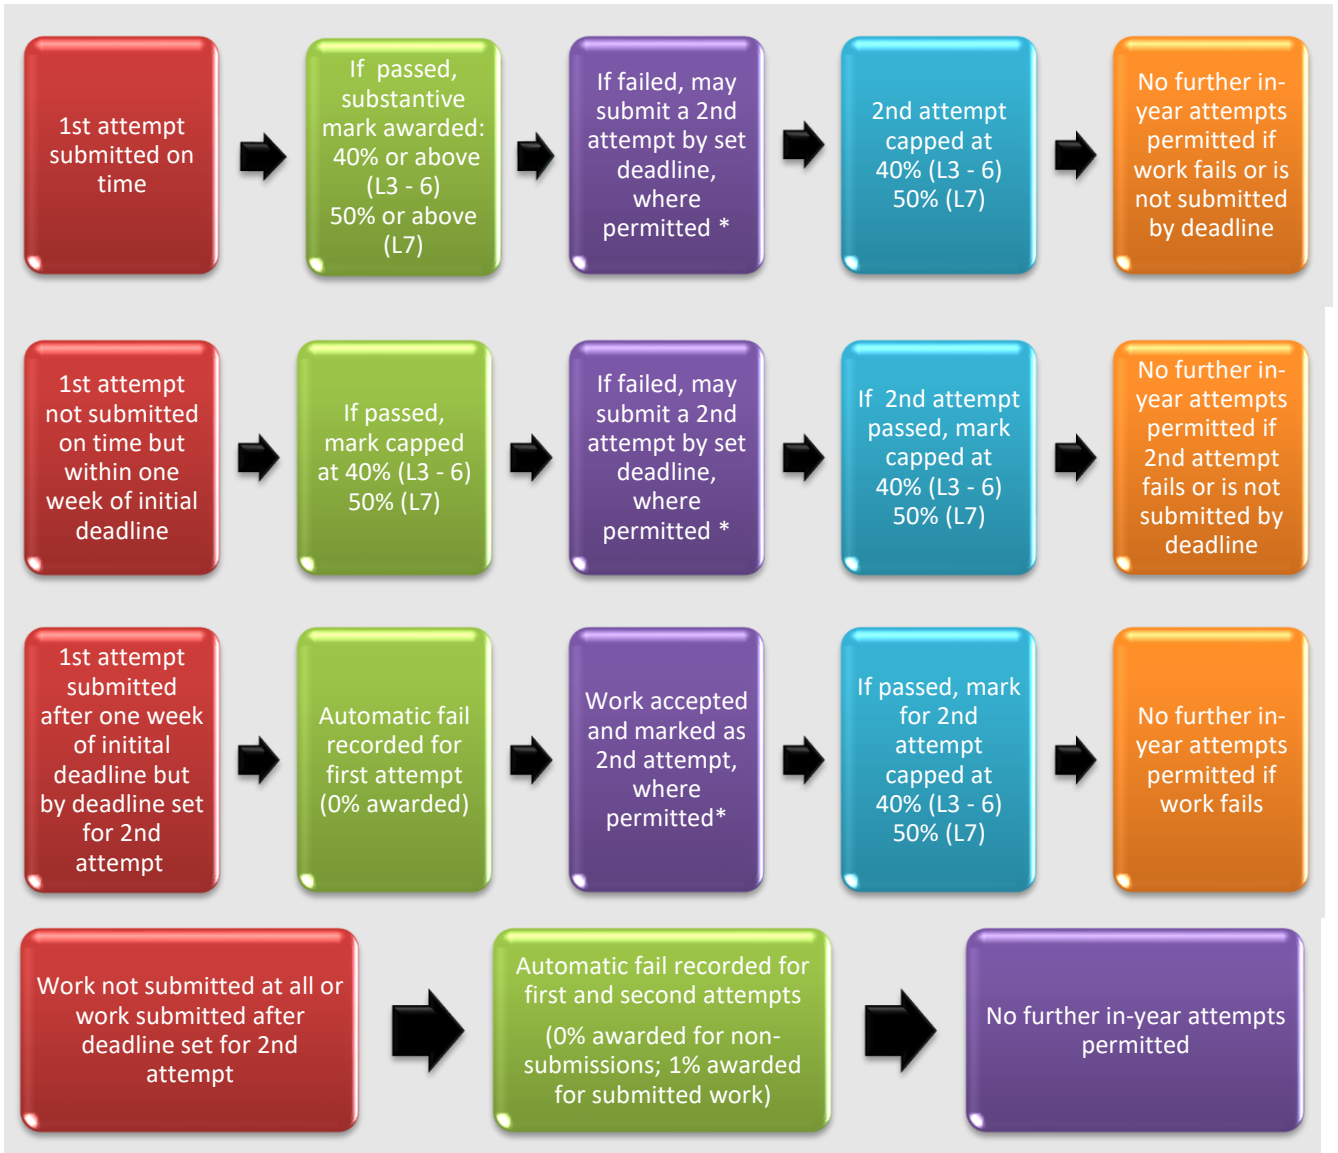 1st attempt
submitted on
time
If passed,
substantive
mark awarded:
40% or above
(L3 - 6)
50% or above
(L7)
If failed, may
submit a 2nd
attempt by set
deadline,
where
permitted *
2nd attempt
capped at
40% (L3 - 6)
50% (L7)
No further in-
year attempts
permitted if
work fails or is
not submitted
by deadline
1st attempt
not submitted
on time but
within one
week of initial
deadline
If passed,
mark capped
at 40% (L3 - 6)
50% (L7)
If failed, may
submit a 2nd
attempt by set
deadline,
where
permitted *
If 2nd attempt
passed, mark
capped at
40% (L3 - 6)
50% (L7)
No further in-
year attempts
permitted if
2nd attempt
fails or is not
submitted by
deadline
1st attempt
submitted
after one week
of initital
deadline but
by deadline set
for 2nd
attempt
Automatic fail
recorded for
first attempt
(0% awarded)
Work accepted
and marked as
2nd attempt,
where
permitted*
If passed, mark
for 2nd
attempt
capped at
40% (L3 - 6)
50% (L7)
No further in-
year attempts
permitted if
work fails
Work not submitted at all or
work submitted after
deadline set for 2nd
attempt
Automatic fail recorded for
first and second attempts
(0% awarded for non-
submissions; 1% awarded
for submitted work)
No further in-year attempts
permitted